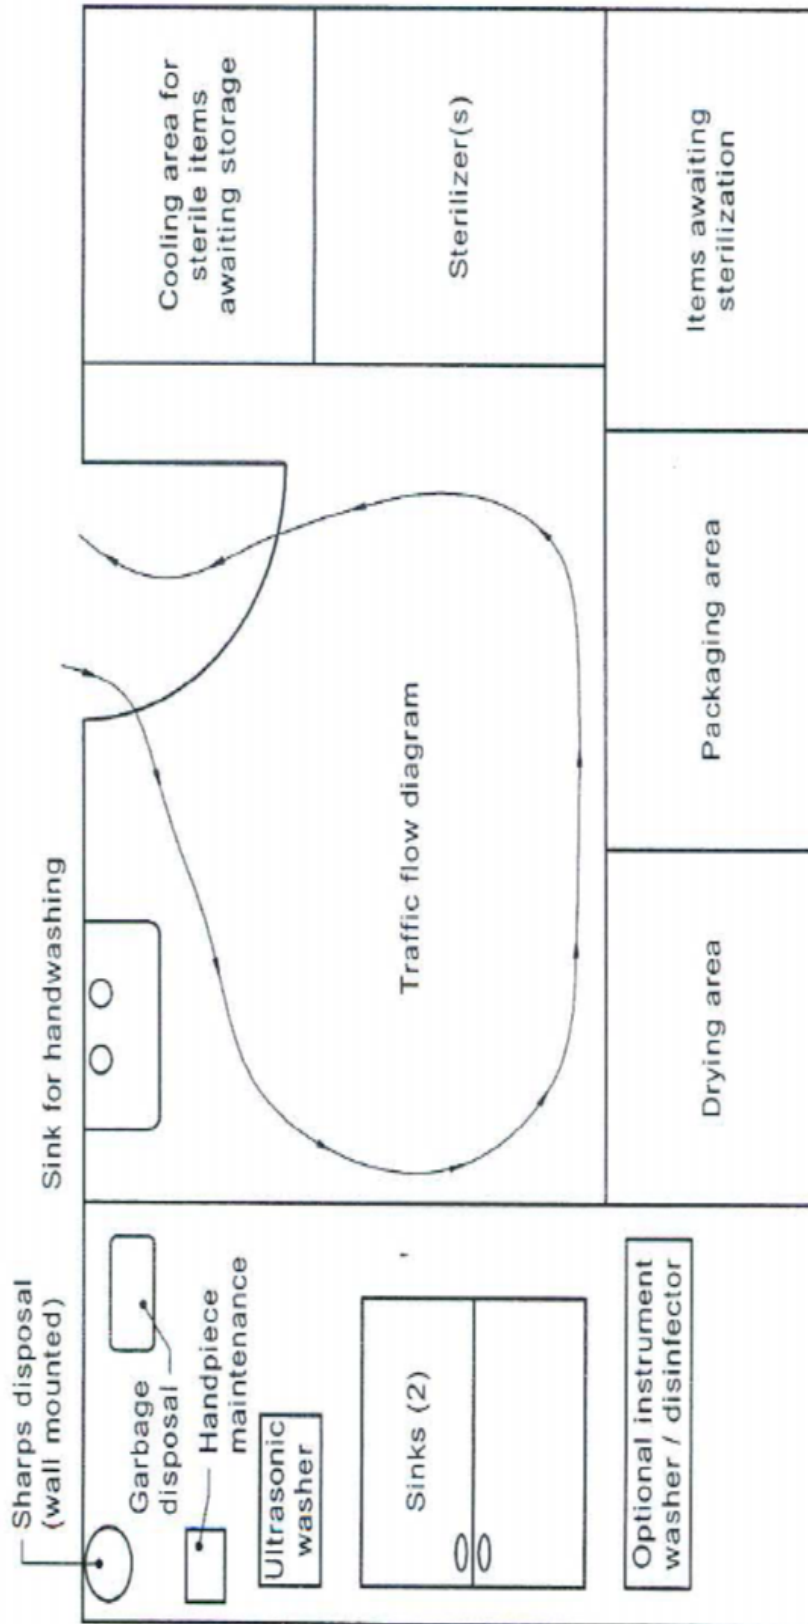 Sharps disposal
(wall mounted)
Sink for handwashing
Garbage
disposal
Handpiece
maintenance
Ultrasonic
washer
Sinks (2)
Optional instrument
washer / disinfector
Traffic flow diagram
Drying area
Packaging area
Items awaiting
sterilization
Sterilizer(s)
Cooling area for
sterile items
awaiting storage